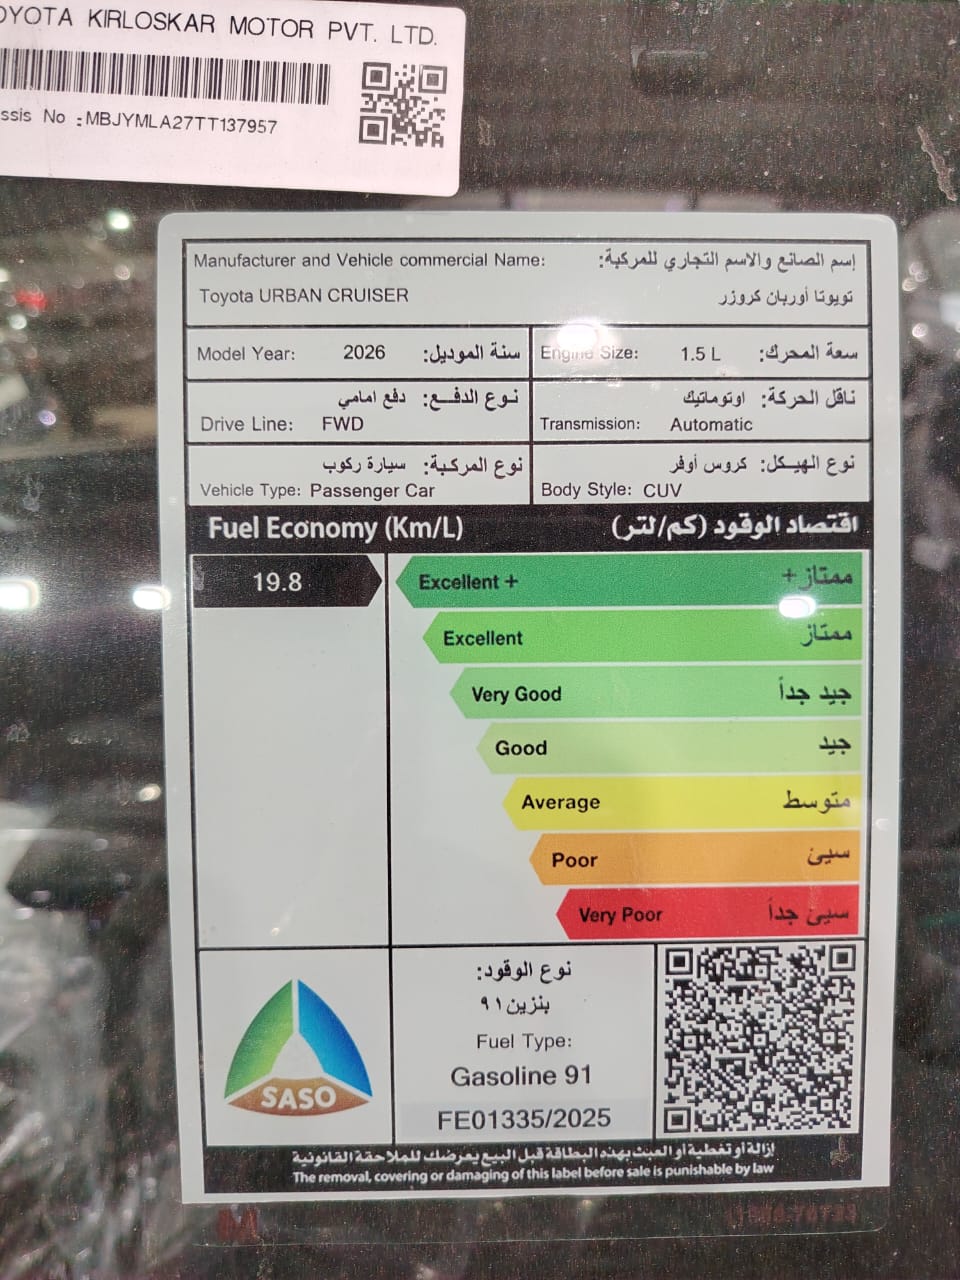 OYOTA KIRLOSKAR MOTOR PVT. LTD.
ssis No :MBJYMLA27TT137957
Manufacturer and Vehicle commercial Name: إسم الصانع والاسم التجاري للمركبة:
Toyota URBAN CRUISER تويوتا أوربان كروزر
Model Year: 2026 سنة الموديل:
Engine Size: 1.5 L سعة المحرك:
نوع الدفع: دفع امامي
Drive Line: FWD
ناقل الحركة: اوتوماتيك
Transmission: Automatic
نوع المركبة: سيارة ركوب
Vehicle Type: Passenger Car
نوع الهيكل: كروس أوفر
Body Style: CUV
Fuel Economy (Km/L) اقتصاد الوقود (كم/لتر)
19.8
Excellent + ممتاز+
Excellent ممتاز
Very Good جيد جداً
Good جيد
Average متوسط
Poor سيئ
Very Poor سيئ جداً
SASO
نوع الوقود:
بنزين ٩١
Fuel Type:
Gasoline 91
FE01335/2025
إزالة أو تغطية أو العبث بهذه البطاقة قبل البيع يعرضك للملاحقة القانونية
The removal, covering or damaging of this label before sale is punishable by law